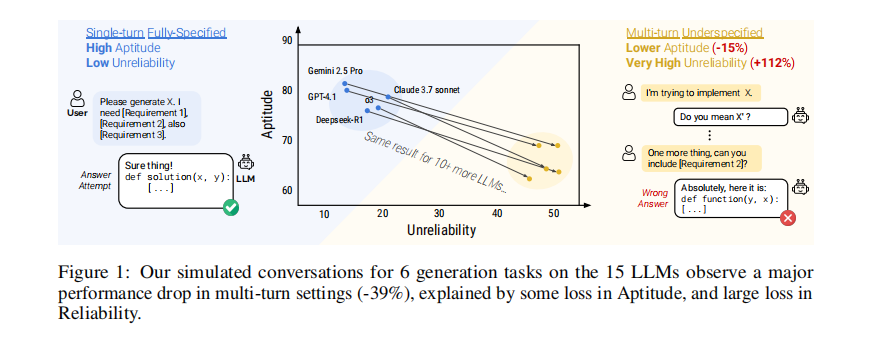 Single-turn Fully-Specified
High Aptitude
Low Unreliability
User
Please generate X. I
need [Requirement 1],
[Requirement 2], also
[Requirement 3].
Answer
Attempt
Sure thing!
def solution(x, y):
[...]
LLM
Aptitude
90
80
70
60
Gemini 2.5 Pro
GPT-4.1
o3
Claude 3.7 sonnet
Deepseek-R1
Same result for 10+ more LLMs...
10
20
30
40
50
Unreliability
Multi-turn Underspecified
Lower Aptitude (-15%)
Very High Unreliability (+112%)
I'm trying to implement X.
Do you mean X' ?
One more thing, can you
include [Requirement 2]?
Wrong
Answer
Absolutely, here it is:
def function(y, x):
[...]
Figure 1: Our simulated conversations for 6 generation tasks on the 15 LLMs observe a major
performance drop in multi-turn settings (-39%), explained by some loss in Aptitude, and large loss in
Reliability.